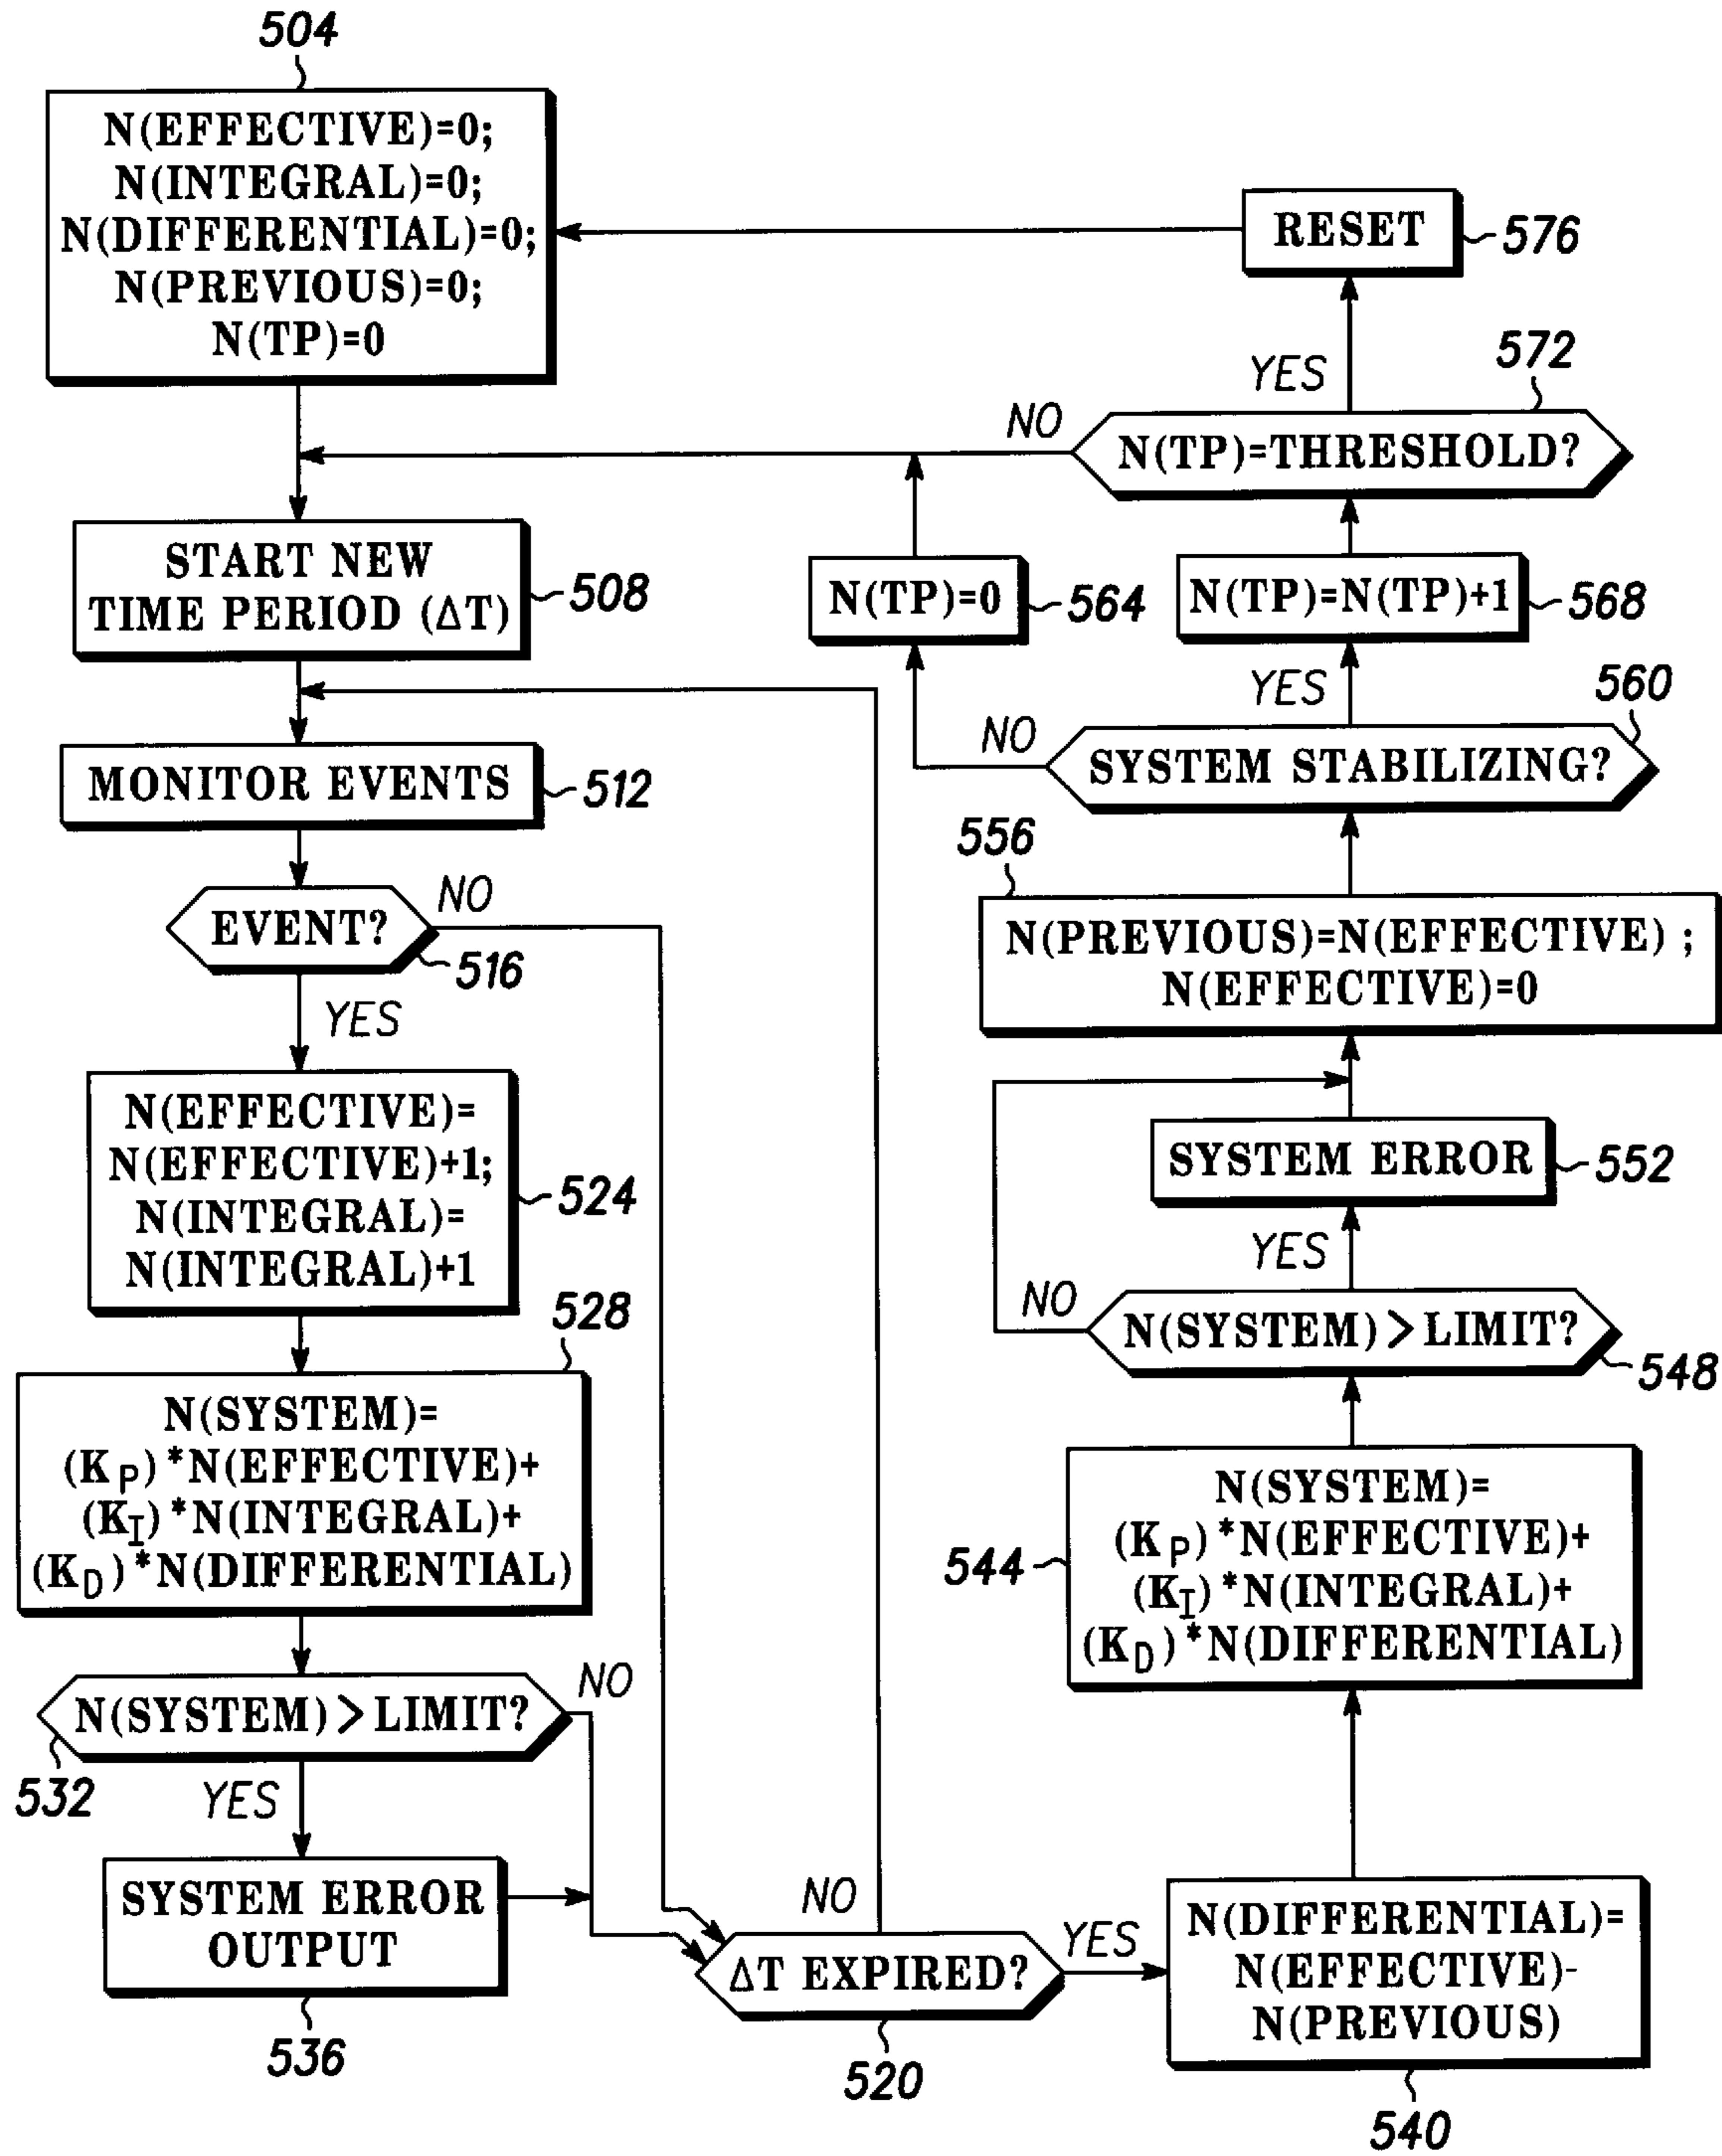 504
N(EFFECTIVE)=0;
N(INTEGRAL)=0;
N(DIFFERENTIAL)=0;
N(PREVIOUS)=0;
N(TP)=0
RESET
576
572
YES
NO
N(TP)=THRESHOLD?
START NEW
TIME PERIOD (ΔT)
508
N(TP)=0
564
N(TP)=N(TP)+1
568
YES
560
NO
SYSTEM STABILIZING?
MONITOR EVENTS
512
556
EVENT?
NO
516
YES
N(PREVIOUS)=N(EFFECTIVE) ;
N(EFFECTIVE)=0
N(EFFECTIVE)=
N(EFFECTIVE)+1;
N(INTEGRAL)=
N(INTEGRAL)+1
524
SYSTEM ERROR
552
YES
NO
N(SYSTEM) > LIMIT?
548
528
N(SYSTEM)=
(KP)*N(EFFECTIVE)+
(KI)*N(INTEGRAL)+
(KD)*N(DIFFERENTIAL)
544
N(SYSTEM)=
(KP)*N(EFFECTIVE)+
(KI)*N(INTEGRAL)+
(KD)*N(DIFFERENTIAL)
N(SYSTEM) > LIMIT?
NO
532
YES
SYSTEM ERROR
OUTPUT
536
NO
ΔT EXPIRED?
YES
520
N(DIFFERENTIAL)=
N(EFFECTIVE)-
N(PREVIOUS)
540